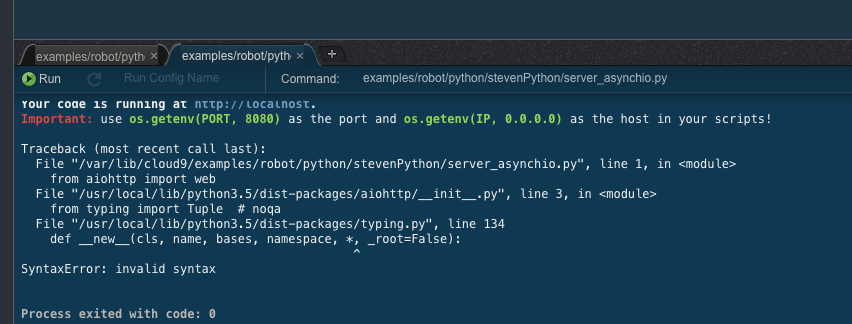 examples/robot/pyth ×
examples/robot/pyth ×
+
Run
Run Config Name
Command:
examples/robot/python/stevenPython/server_asynchio.py
Your code is running at http://localhost.
Important: use os.getenv(PORT, 8080) as the port and os.getenv(IP, 0.0.0.0) as the host in your scripts!
Traceback (most recent call last):
File "/var/lib/cloud9/examples/robot/python/stevenPython/server_asynchio.py", line 1, in <module>
from aiohttp import web
File "/usr/local/lib/python3.5/dist-packages/aiohttp/__init__.py", line 3, in <module>
from typing import Tuple  # noqa
File "/usr/local/lib/python3.5/dist-packages/typing.py", line 134
def __new__(cls, name, bases, namespace, *, _root=False):
^
SyntaxError: invalid syntax
Process exited with code: 0